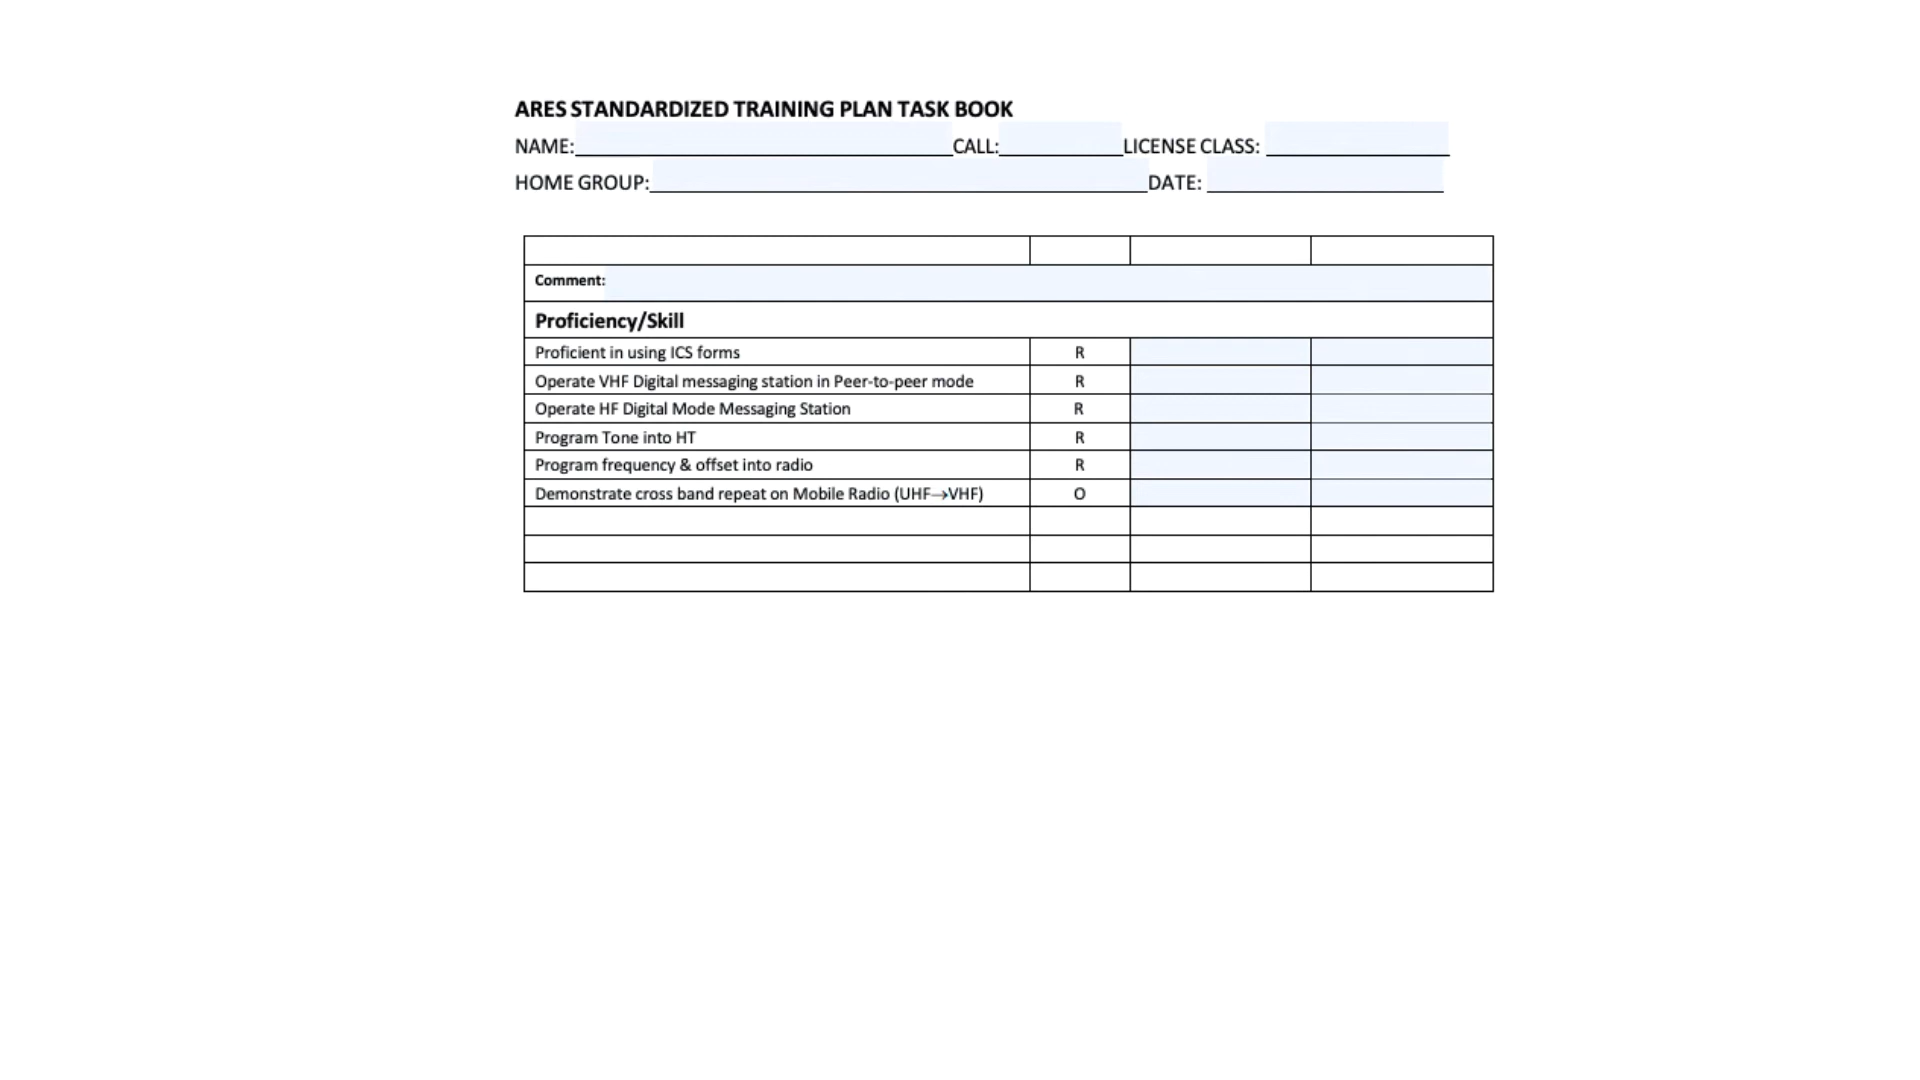 ARES STANDARDIZED TRAINING PLAN TASK BOOK
NAME: CALL: LICENSE CLASS:
HOME GROUP: DATE:
Comment:
Proficiency/Skill
Proficient in using ICS forms R
Operate VHF Digital messaging station in Peer-to-peer mode R
Operate HF Digital Mode Messaging Station R
Program Tone into HT R
Program frequency & offset into radio R
Demonstrate cross band repeat on Mobile Radio (UHF→VHF) O